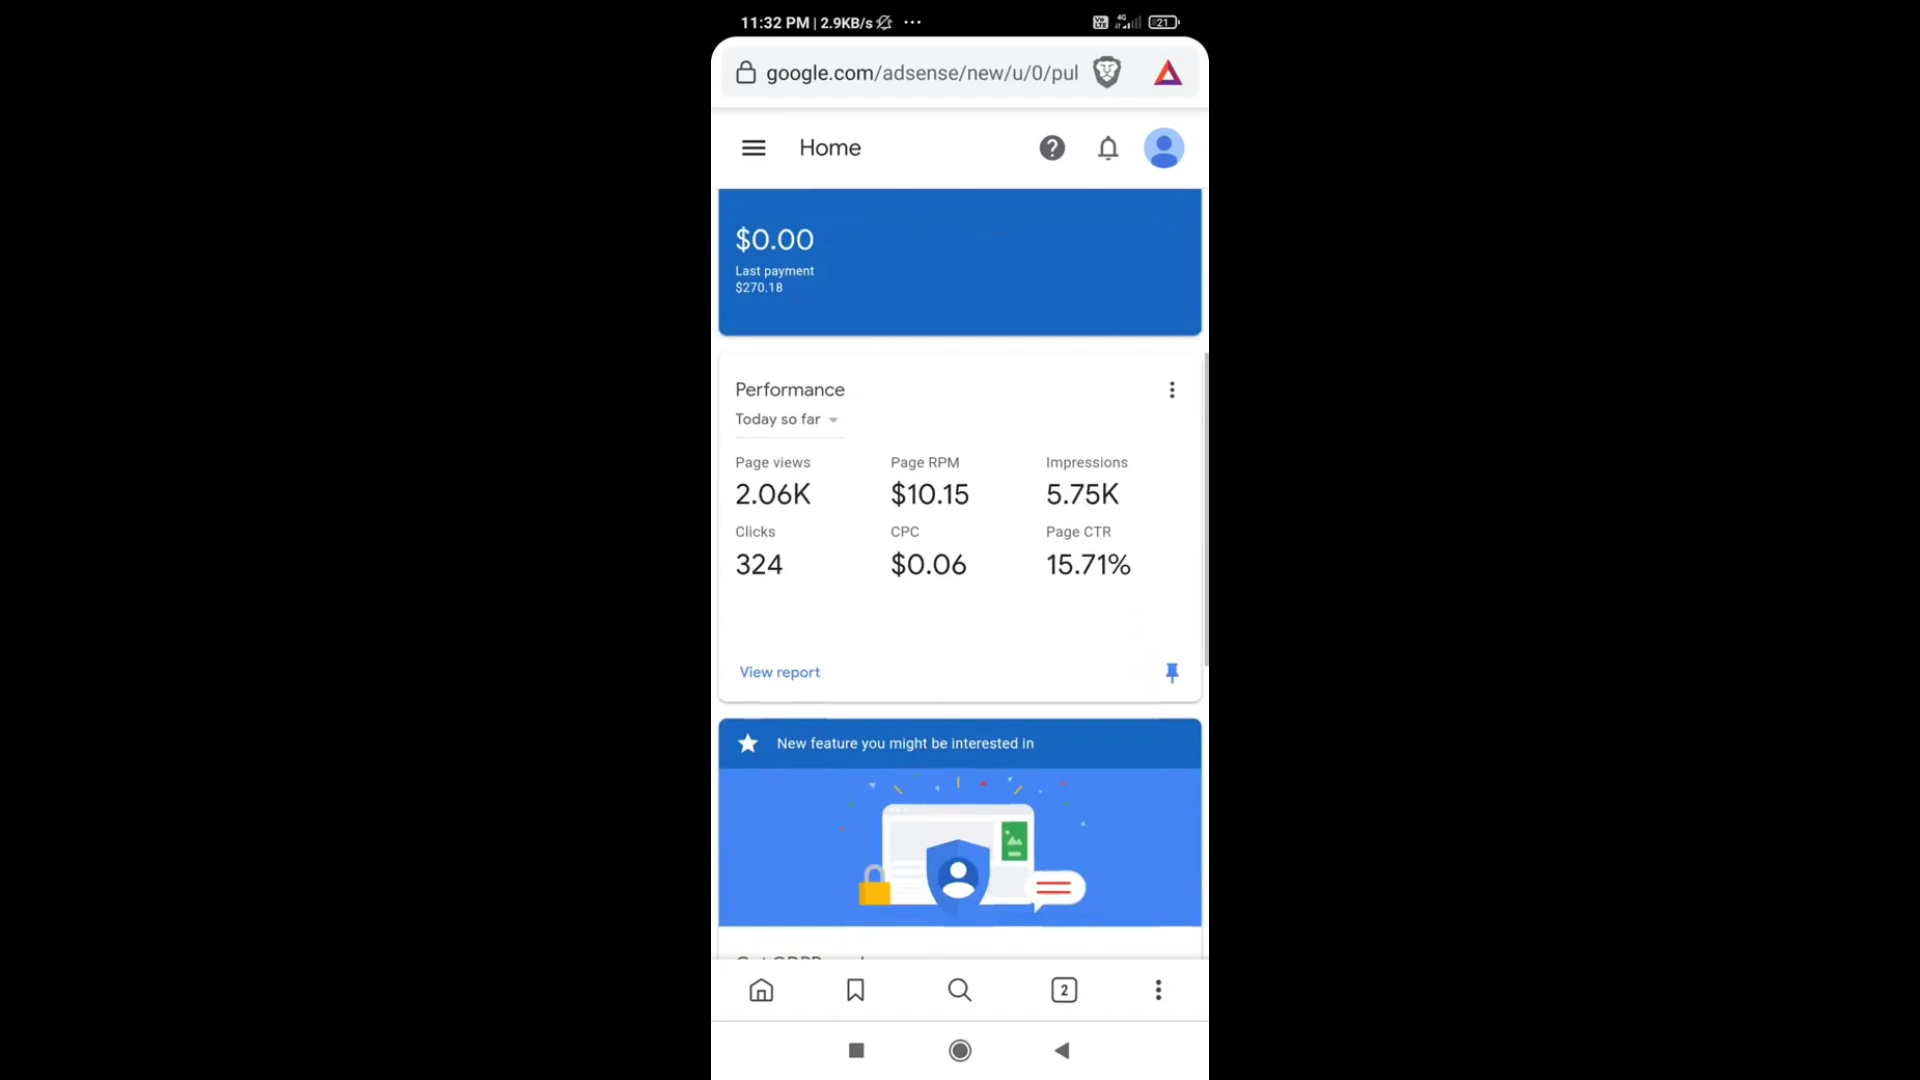 11:32 PM | 2.9KB/s ...
4G
21
google.com/adsense/new/u/0/pul
Home
$0.00
Last payment
$270.18
Performance
Today so far
Page views
Page RPM
Impressions
2.06K
$10.15
5.75K
Clicks
CPC
Page CTR
324
$0.06
15.71%
View report
New feature you might be interested in
2